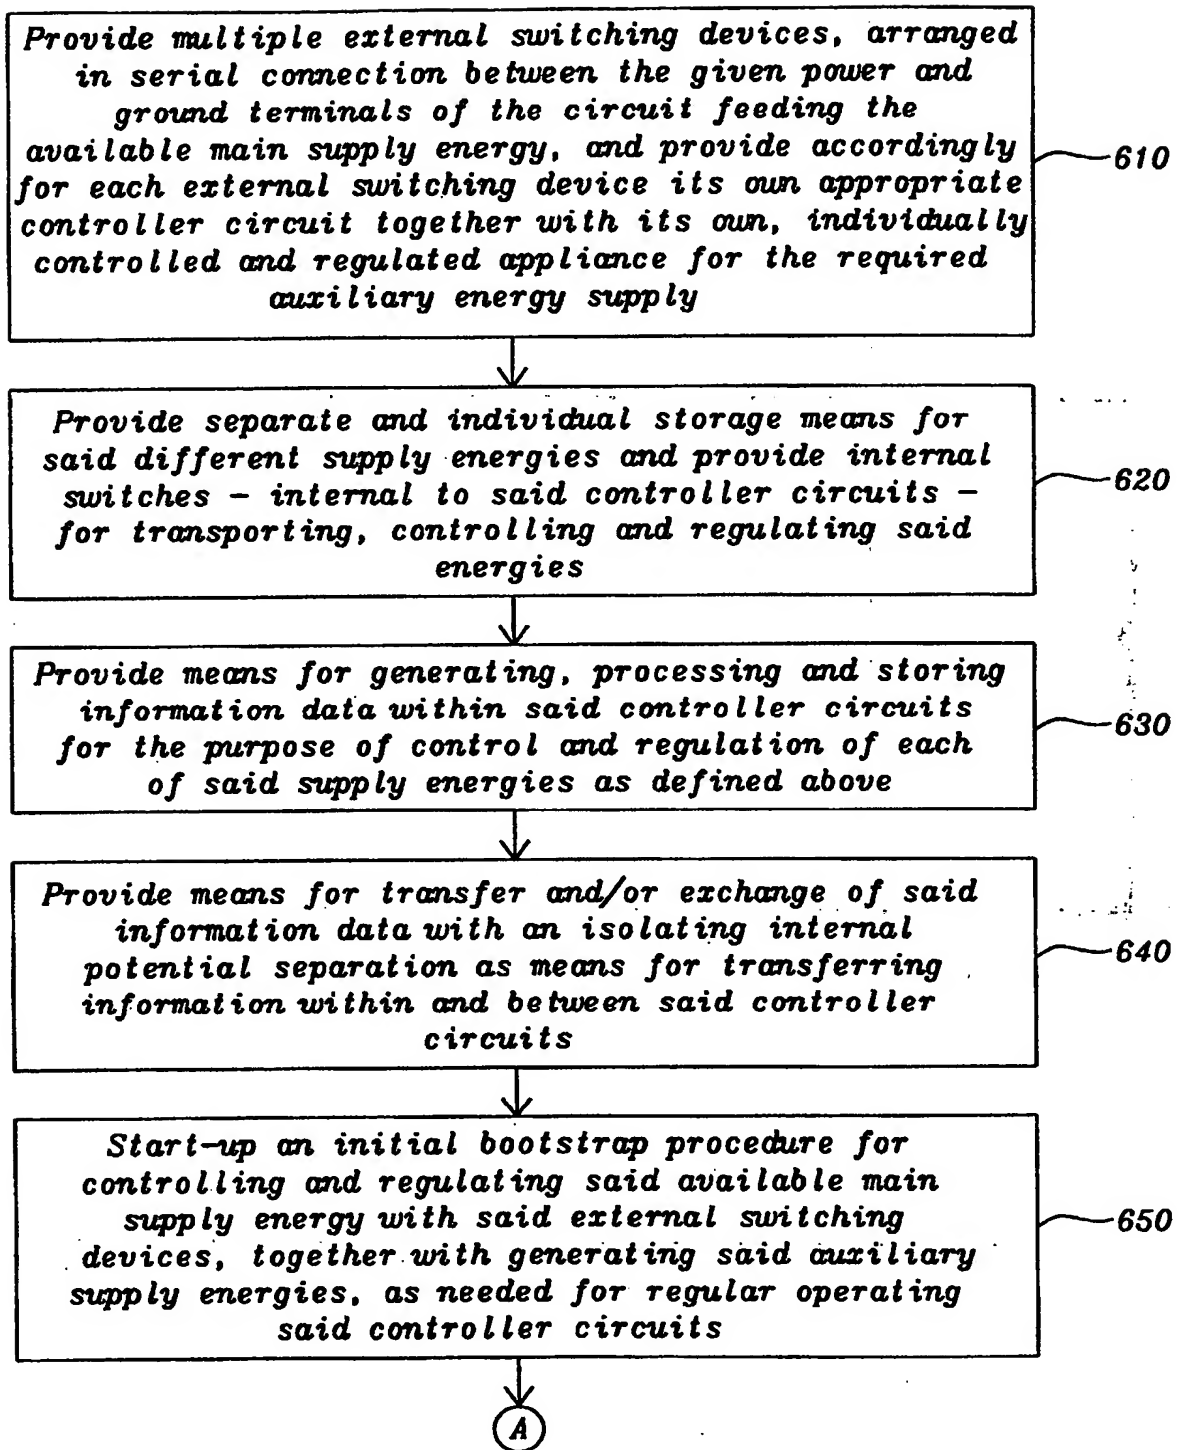 Provide multiple external switching devices, arranged
in serial connection between the given power and
ground terminals of the circuit feeding the
available main supply energy, and provide accordingly
for each external switching device its own appropriate
controller circuit together with its own, individually
controlled and regulated appliance for the required
auxiliary energy supply
610
Provide separate and individual storage means for
said different supply energies and provide internal
switches – internal to said controller circuits –
for transporting, controlling and regulating said
energies
620
Provide means for generating, processing and storing
information data within said controller circuits
for the purpose of control and regulation of each
of said supply energies as defined above
630
Provide means for transfer and/or exchange of said
information data with an isolating internal
potential separation as means for transferring
information within and between said controller
circuits
640
Start-up an initial bootstrap procedure for
controlling and regulating said available main
supply energy with said external switching
devices, together with generating said auxiliary
supply energies, as needed for regular operating
said controller circuits
650
A